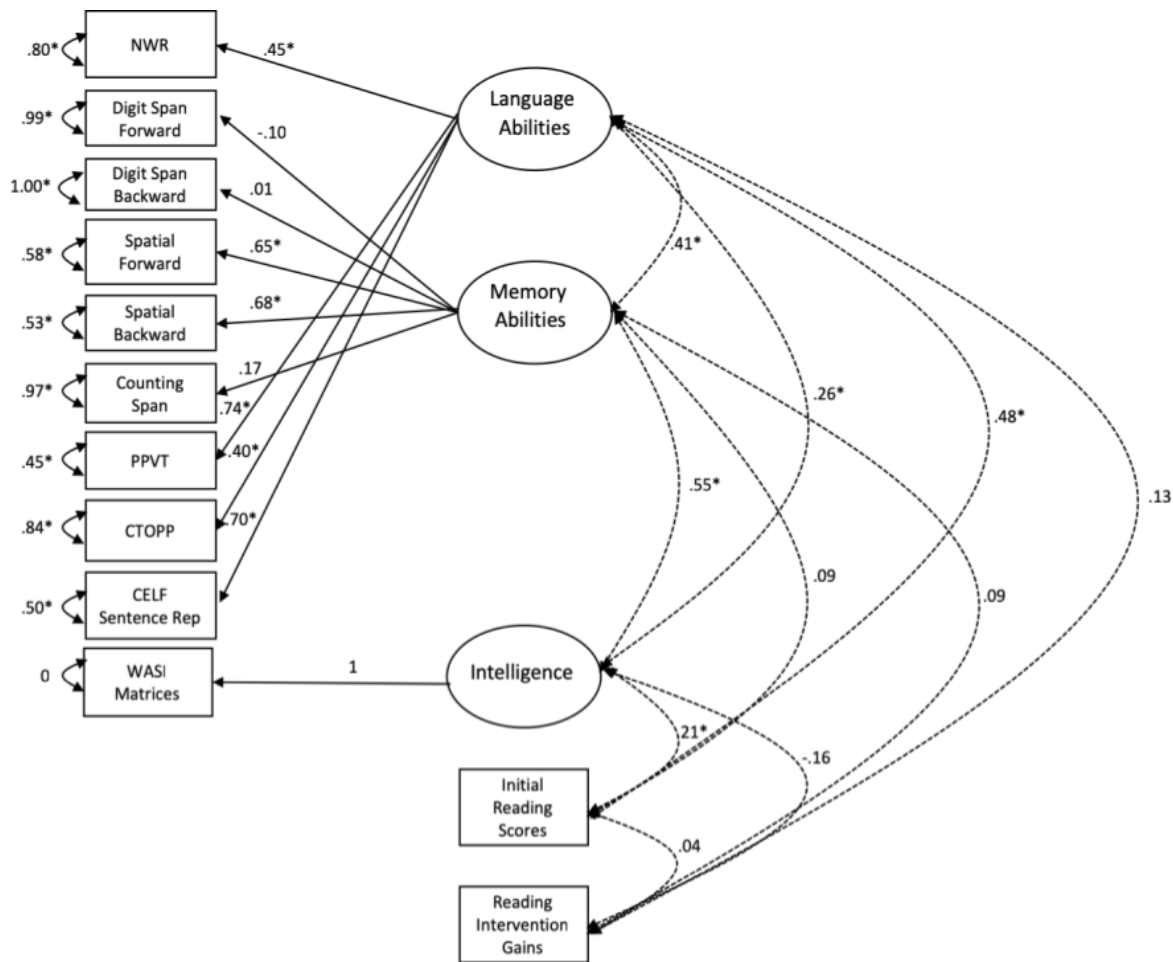 NWR
.80*
.45*
Language
Abilities
Digit Span
Forward
.99*
-.10
Digit Span
Backward
1.00*
.01
Spatial
Forward
.58*
.65*
.41*
Memory
Abilities
Spatial
Backward
.53*
.68*
Counting
Span
.97*
.17
.74*
.26*
.48*
PPVT
.45*
.40*
.55*
.13
CTOPP
.84*
.70*
.09
.09
CELF
Sentence Rep
.50*
WASI
Matrices
0
1
Intelligence
.21*
-.16
Initial
Reading
Scores
.04
Reading
Intervention
Gains